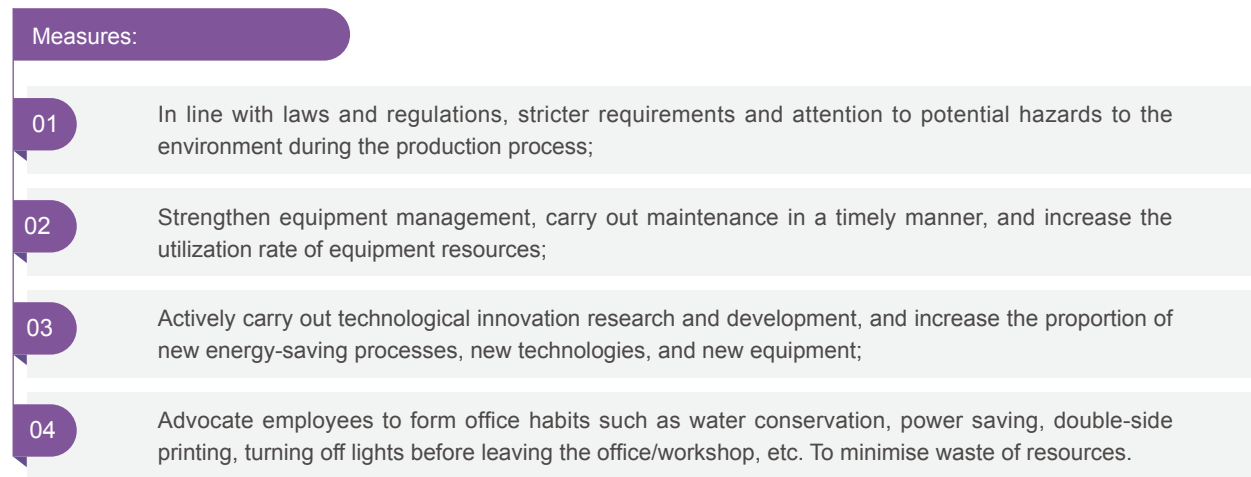 Measures:
01
In line with laws and regulations, stricter requirements and attention to potential hazards to the
environment during the production process;
02
Strengthen equipment management, carry out maintenance in a timely manner, and increase the
utilization rate of equipment resources;
03
Actively carry out technological innovation research and development, and increase the proportion of
new energy-saving processes, new technologies, and new equipment;
04
Advocate employees to form office habits such as water conservation, power saving, double-side
printing, turning off lights before leaving the office/workshop, etc. To minimise waste of resources.